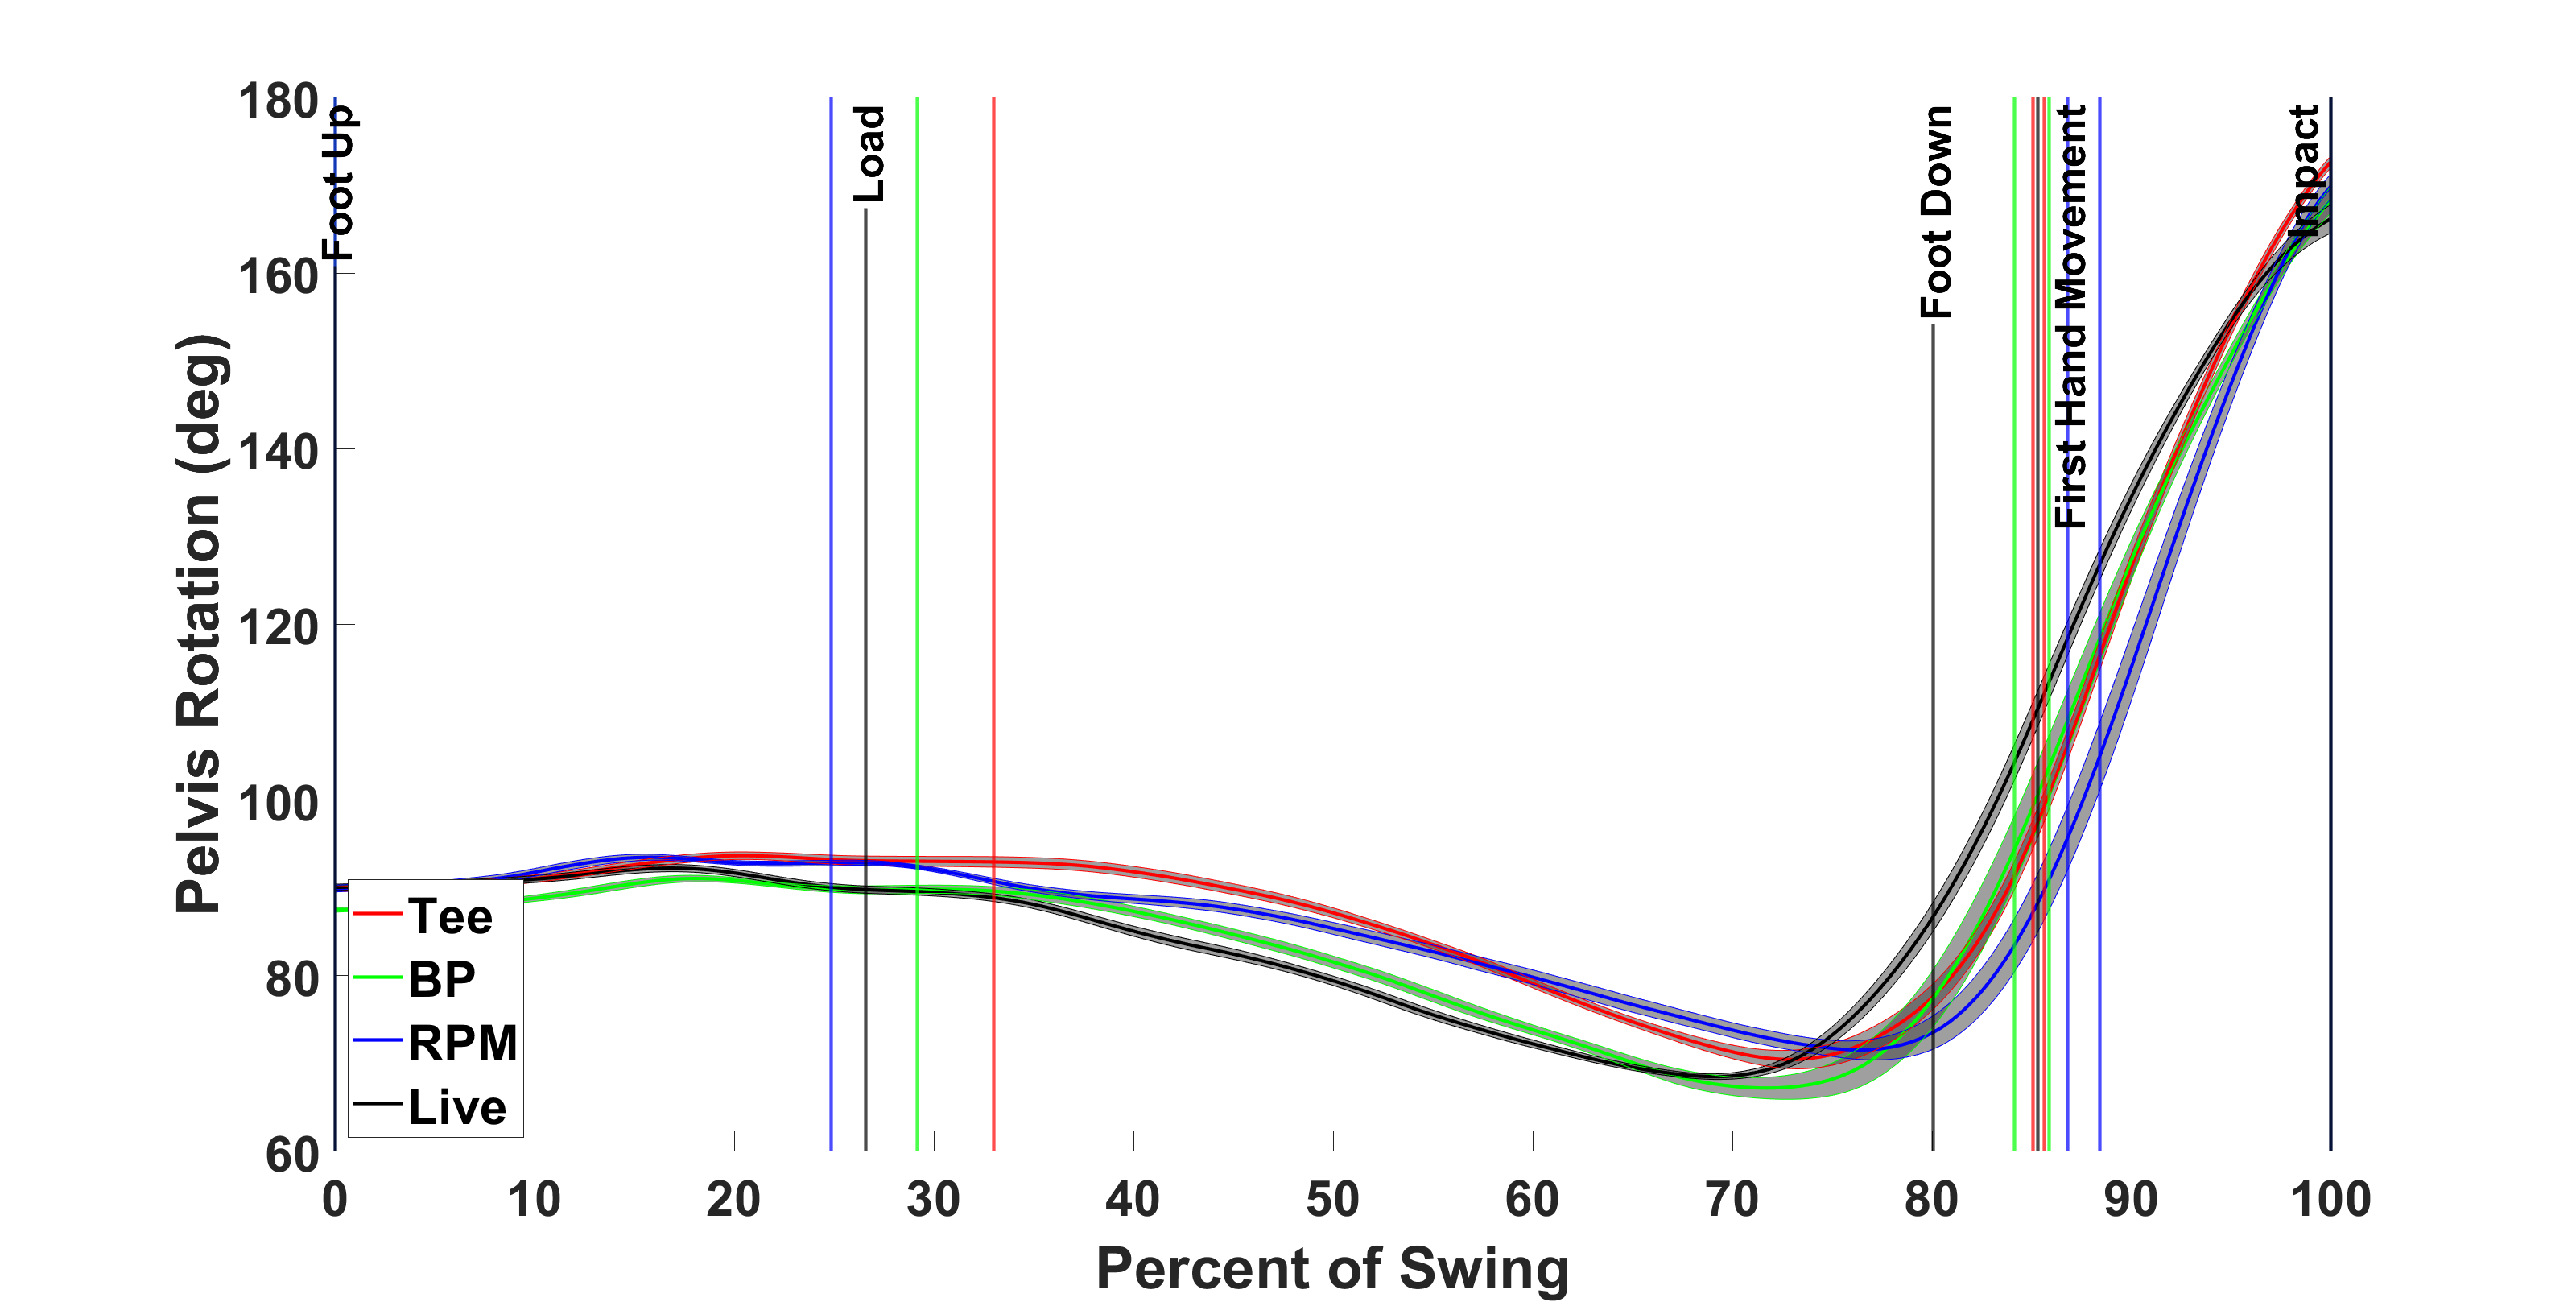 180
160
140
120
100
80
60
Pelvis Rotation (deg)
Foot Up
Load
Foot Down
First Hand Movement
Impact
Tee
BP
RPM
Live
0 10 20 30 40 50 60 70 80 90 100
Percent of Swing